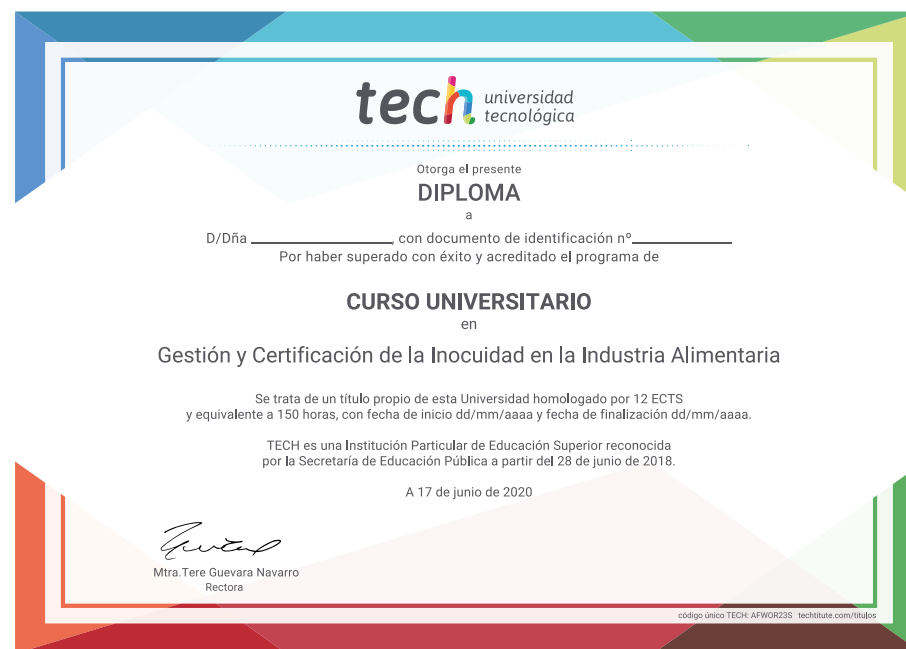 tech universidad
tecnológica
Otorga el presente
DIPLOMA
a
D/Dña ____________________, con documento de identificación nº______________
Por haber superado con éxito y acreditado el programa de
CURSO UNIVERSITARIO
en
Gestión y Certificación de la Inocuidad en la Industria Alimentaria
Se trata de un título propio de esta Universidad homologado por 12 ECTS
y equivalente a 150 horas, con fecha de inicio dd/mm/aaaa y fecha de finalización dd/mm/aaaa.
TECH es una Institución Particular de Educación Superior reconocida
por la Secretaría de Educación Pública a partir del 28 de junio de 2018.
A 17 de junio de 2020
Mtra.Tere Guevara Navarro
Rectora
código único TECH: AFWOR23S techtitute.com/titulos